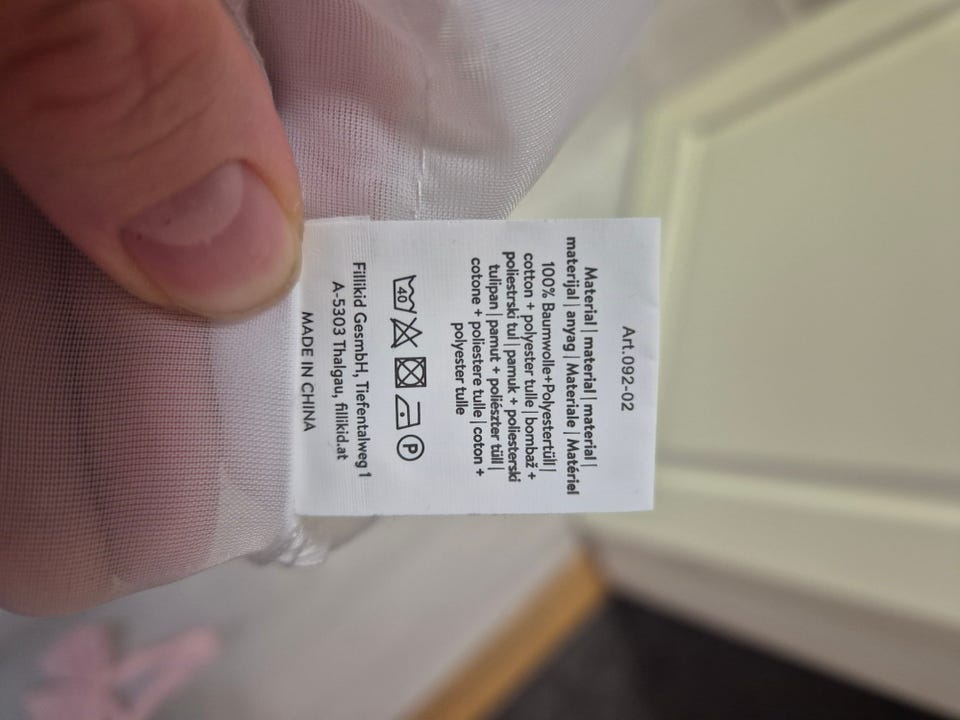 Art.092-02
Material | material | material |
materijal | anyag | Materiale | Matériel
100% Baumwolle+Polyestertüll |
cotton + polyester tulle | bombaž +
poliestrski tul | pamuk + poliesterski
tulipan | pamut + poliészter tüll |
cotone + poliestere tulle | coton +
polyester tulle
40 P
Fillikid GesmbH, Tiefentalweg 1
A-5303 Thalgau, fillikid.at
MADE IN CHINA